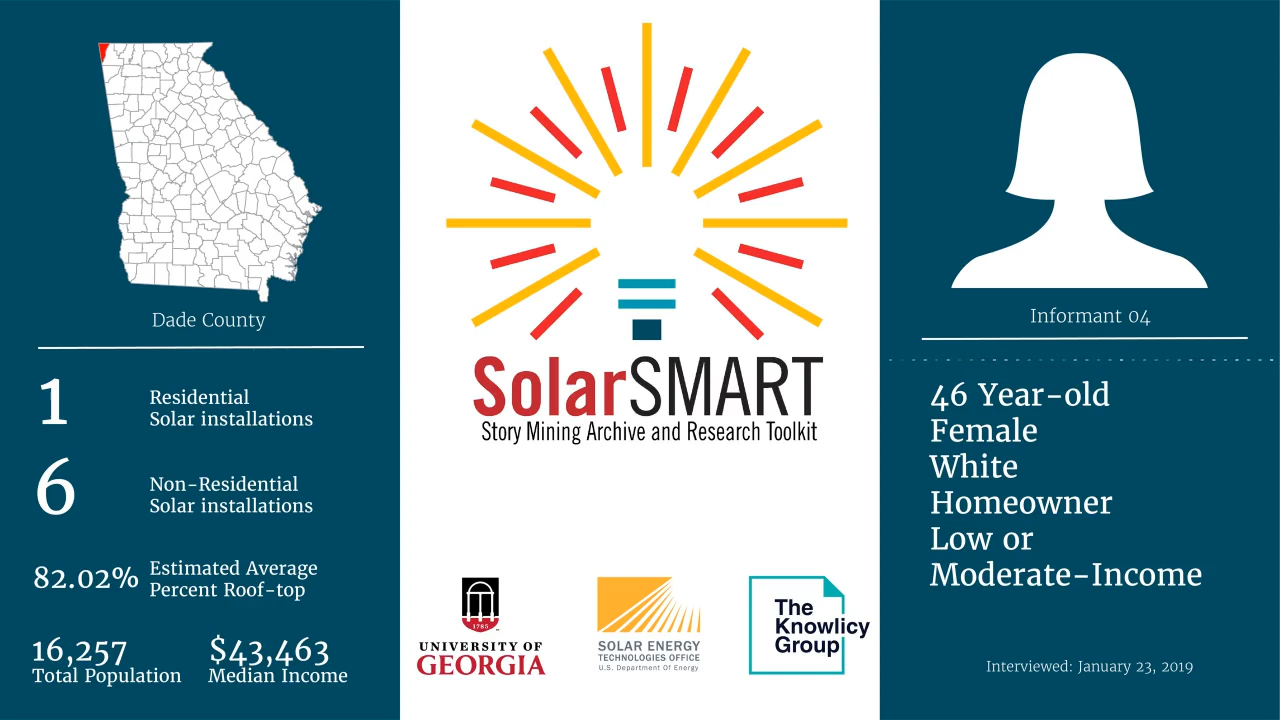 Dade County
1
Residential
Solar installations
6
Non-Residential
Solar installations
82.02%
Estimated Average
Percent Roof-top
16,257
Total Population
$43,463
Median Income
SolarSMART
Story Mining Archive and Research Toolkit
1785
UNIVERSITY OF
GEORGIA
SOLAR ENERGY
TECHNOLOGIES OFFICE
U.S. Department Of Energy
The
Knowlicy
Group
Informant 04
46 Year-old
Female
White
Homeowner
Low or
Moderate-Income
Interviewed: January 23, 2019